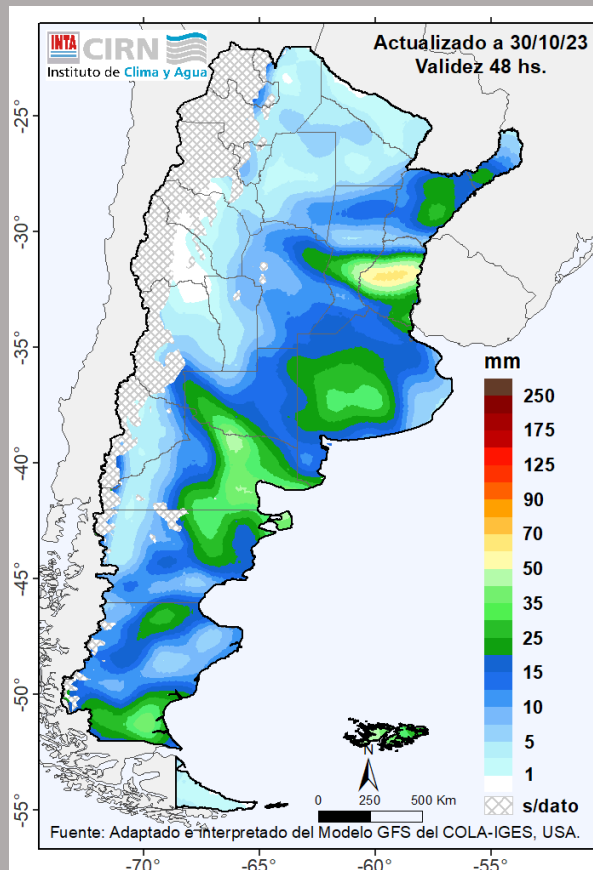 INTA CIRN
Instituto de Clima y Agua
Actualizado a 30/10/23
Validez 48 hs.
-25°
-30°
-35°
-40°
-45°
-50°
-55°
mm
250
175
125
90
70
50
35
25
15
10
5
1
s/dato
N
0 250 500 Km
Fuente: Adaptado e interpretado del Modelo GFS del COLA-IGES, USA.
-70° -65° -60° -55°